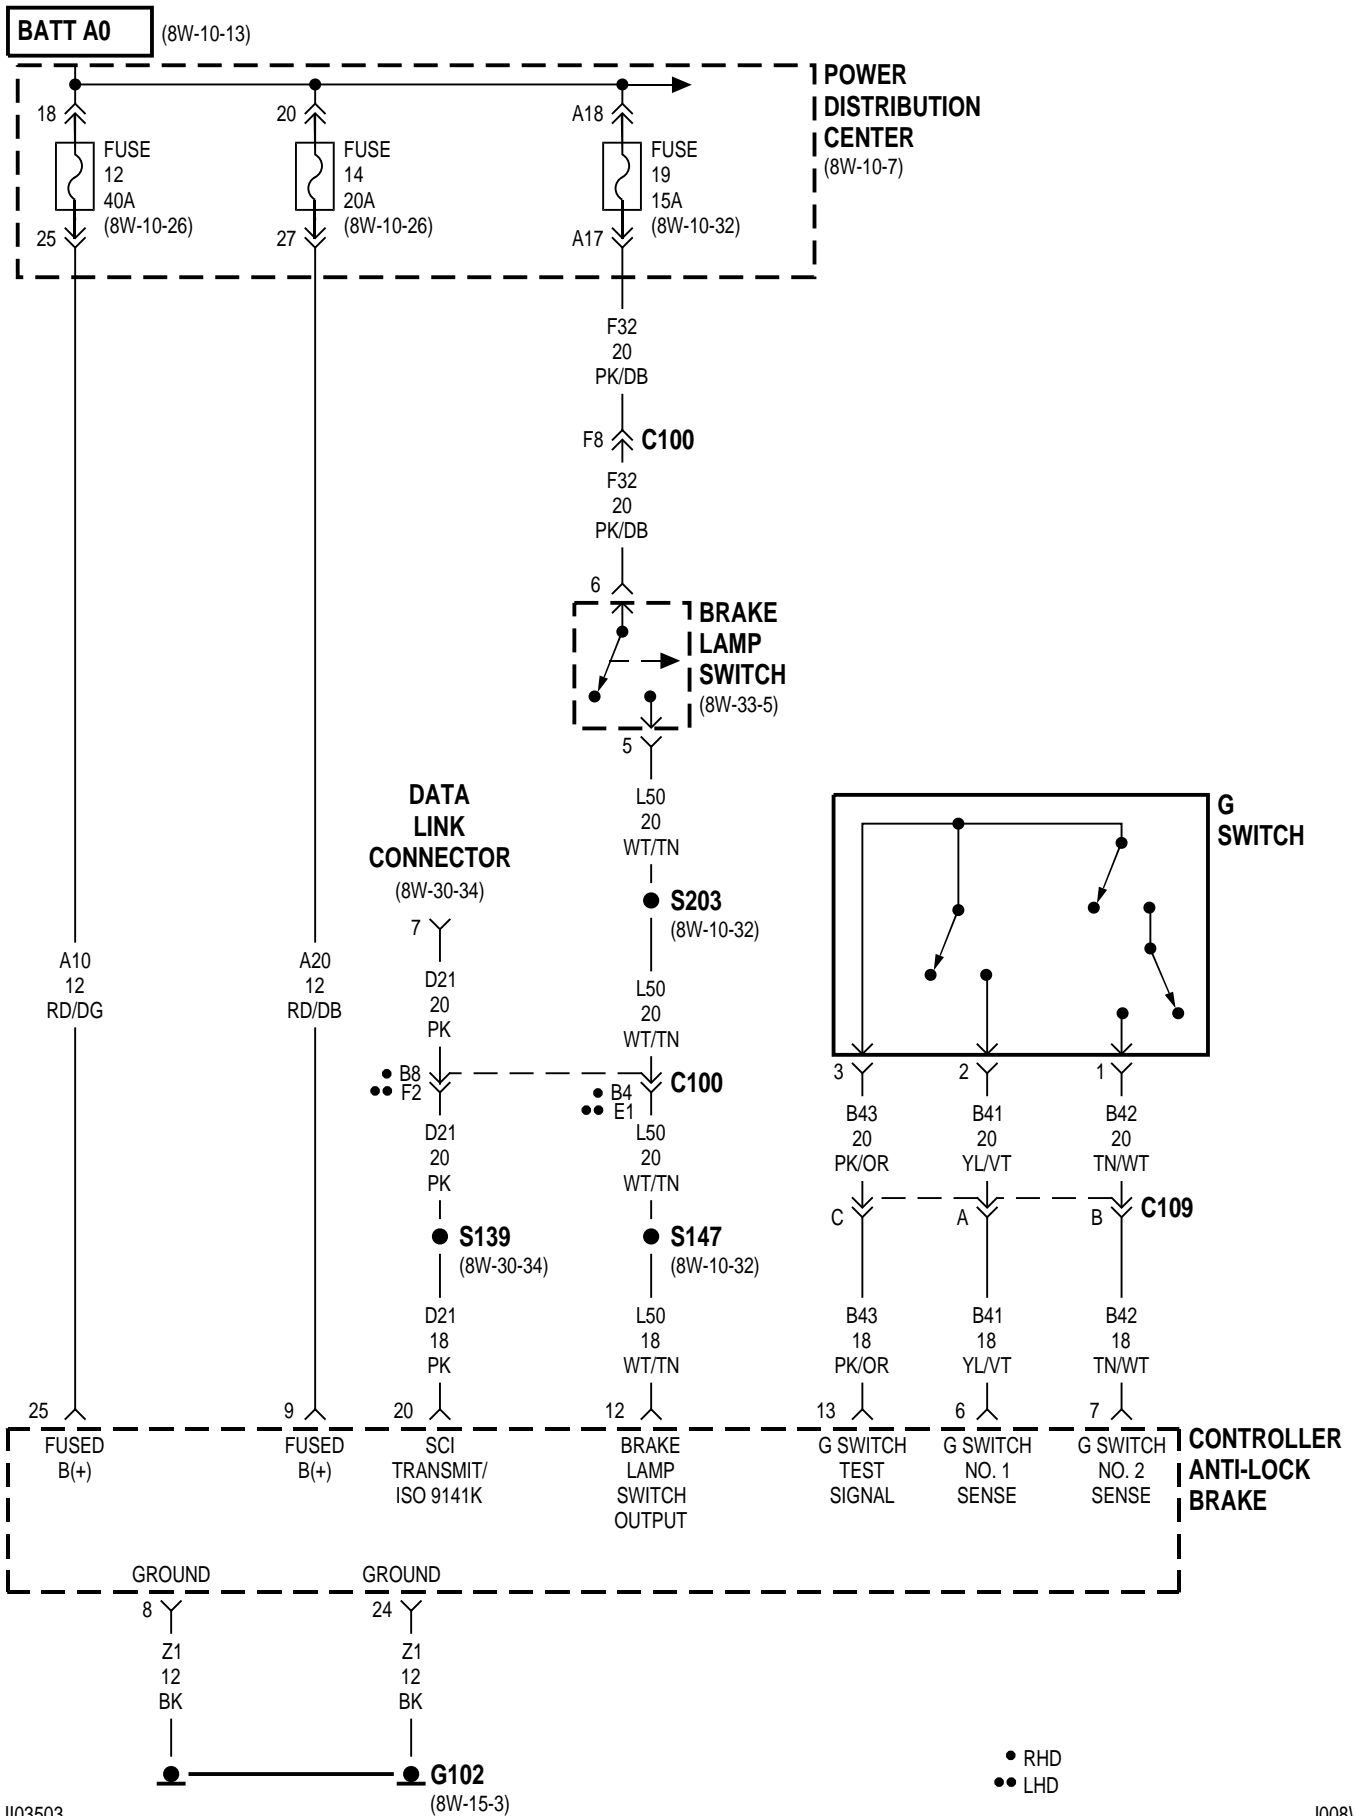 BATT A0 (8W-10-13)
POWER
DISTRIBUTION
CENTER
(8W-10-7)
18
FUSE
12
40A
(8W-10-26)
25
20
FUSE
14
20A
(8W-10-26)
27
A18
FUSE
19
15A
(8W-10-32)
A17
F32
20
PK/DB
F8 C100
F32
20
PK/DB
6
BRAKE
LAMP
SWITCH
(8W-33-5)
5
L50
20
WT/TN
S203
(8W-10-32)
L50
20
WT/TN
DATA
LINK
CONNECTOR
(8W-30-34)
7
D21
20
PK
A10
12
RD/DG
A20
12
RD/DB
G
SWITCH
• B8
•• F2
• B4
•• E1
C100
D21
20
PK
L50
20
WT/TN
S139
(8W-30-34)
S147
(8W-10-32)
D21
18
PK
L50
18
WT/TN
3
B43
20
PK/OR
2
B41
20
YL/VT
1
B42
20
TN/WT
C A B C109
B43
18
PK/OR
B41
18
YL/VT
B42
18
TN/WT
25 9 20 12 13 6 7
FUSED
B(+)
FUSED
B(+)
SCI
TRANSMIT/
ISO 9141K
BRAKE
LAMP
SWITCH
OUTPUT
G SWITCH
TEST
SIGNAL
G SWITCH
NO. 1
SENSE
G SWITCH
NO. 2
SENSE
CONTROLLER
ANTI-LOCK
BRAKE
GROUND
8
Z1
12
BK
GROUND
24
Z1
12
BK
G102
(8W-15-3)
• RHD
•• LHD